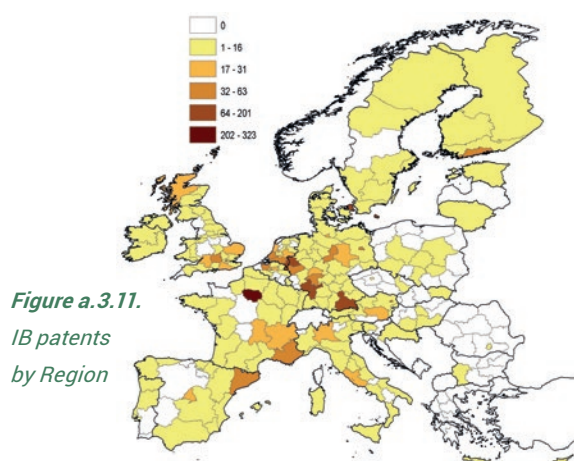 0
1 - 16
17 - 31
32 - 63
64 - 201
202 - 323
Figure a.3.11.
IB patents
by Region